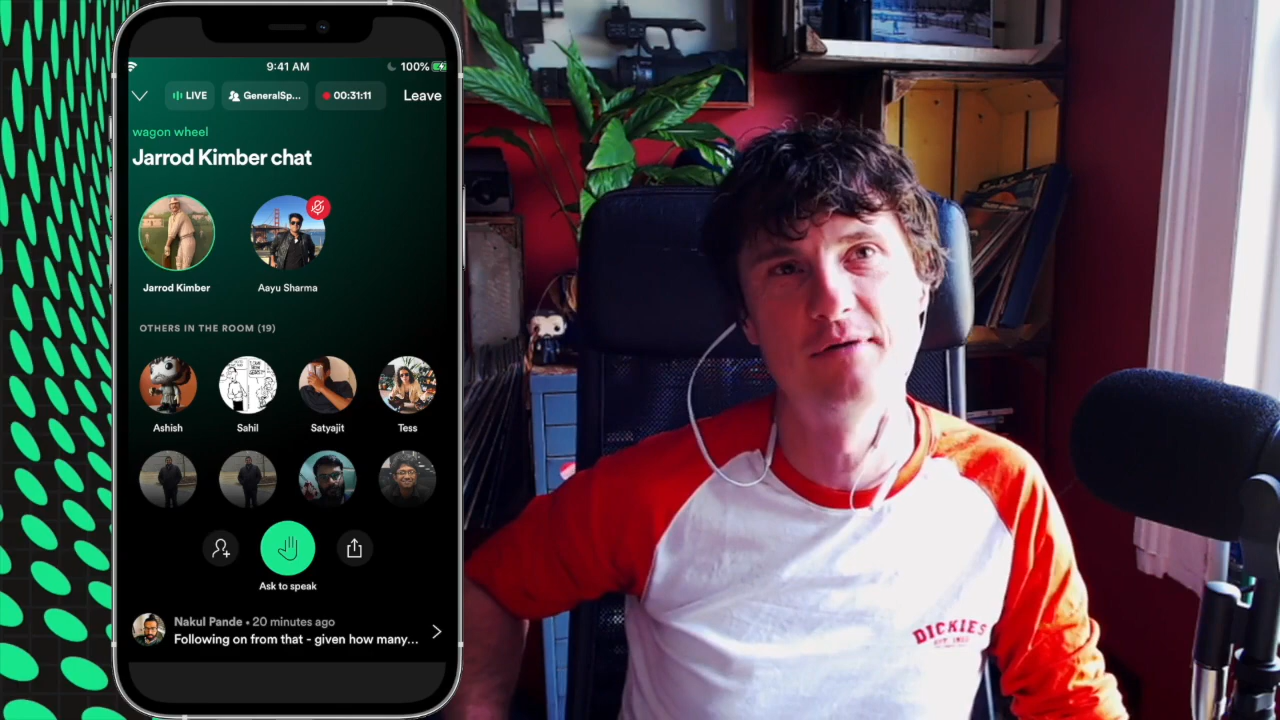 9:41 AM
100%
LIVE
GeneralSp...
00:31:11
Leave
wagon wheel
Jarrod Kimber chat
Jarrod Kimber
Aayu Sharma
OTHERS IN THE ROOM (19)
Ashish
Sahil
Satyajit
Tess
Ask to speak
Nakul Pande • 20 minutes ago
Following on from that - given how many...
DICKIES
EST. 1922